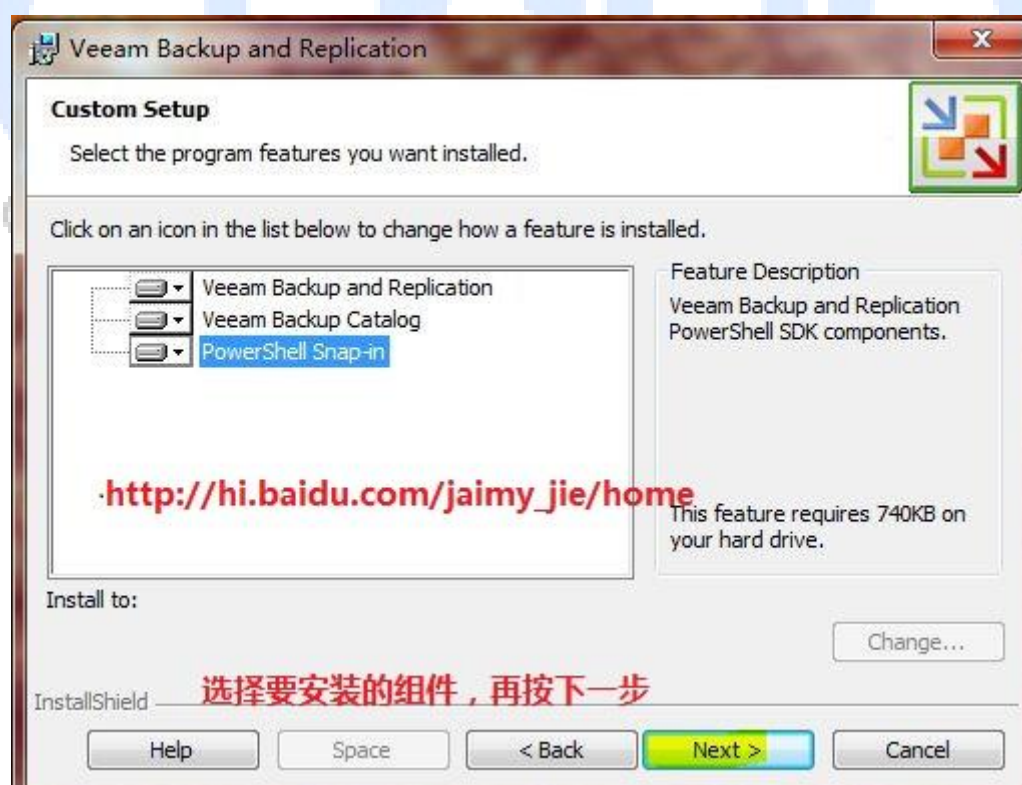 Veeam Backup and Replication
Custom Setup
Select the program features you want installed.
Click on an icon in the list below to change how a feature is installed.
Veeam Backup and Replication
Veeam Backup Catalog
PowerShell Snap-in
Feature Description
Veeam Backup and Replication
PowerShell SDK components.
http://hi.baidu.com/jaimy_jie/home
This feature requires 740KB on
your hard drive.
Install to:
Change...
选择要安装的组件，再按下一步
InstallShield
Help
Space
< Back
Next >
Cancel